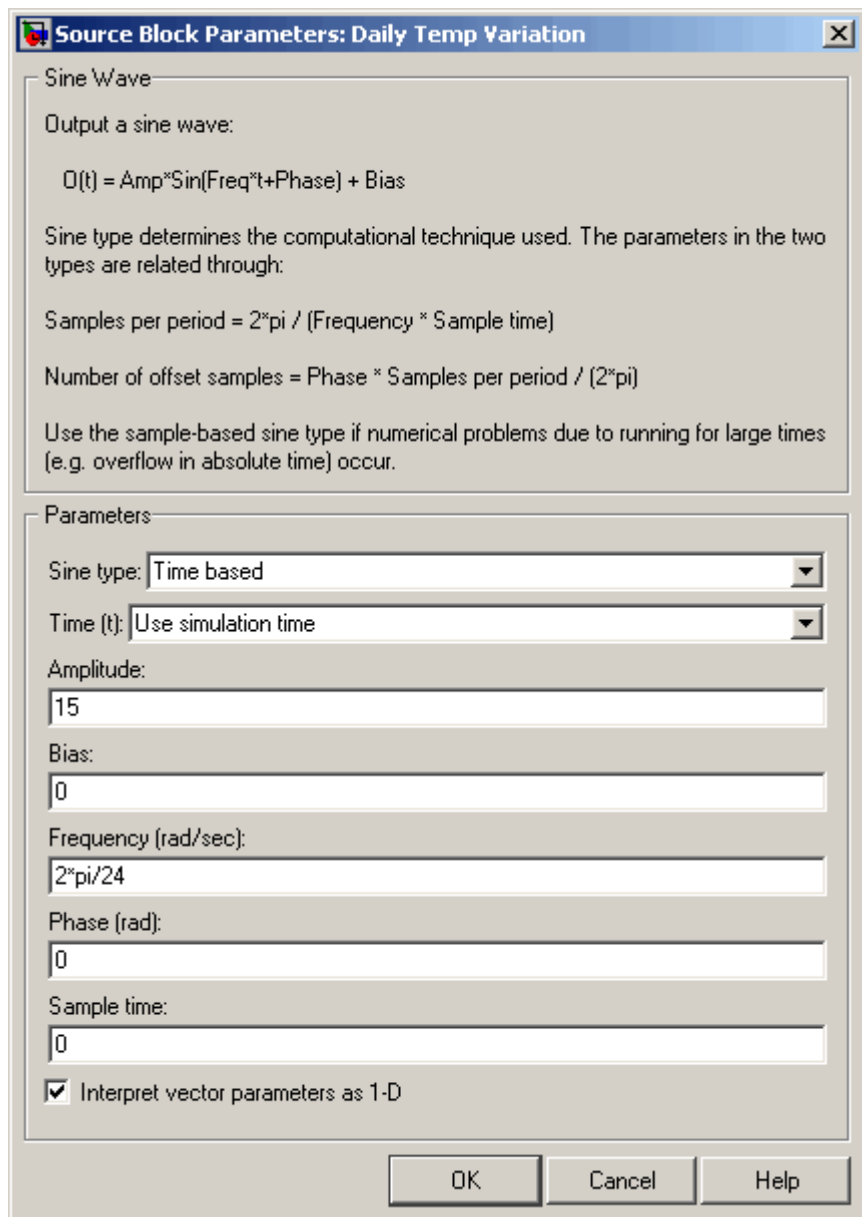 Source Block Parameters: Daily Temp Variation
Sine Wave
Output a sine wave:
O(t) = Amp*Sin(Freq*t+Phase) + Bias
Sine type determines the computational technique used. The parameters in the two
types are related through:
Samples per period = 2*pi / (Frequency * Sample time)
Number of offset samples = Phase * Samples per period / (2*pi)
Use the sample-based sine type if numerical problems due to running for large times
(e.g. overflow in absolute time) occur.
Parameters
Sine type: Time based
Time (t): Use simulation time
Amplitude:
15
Bias:
0
Frequency (rad/sec):
2*pi/24
Phase (rad):
0
Sample time:
0
Interpret vector parameters as 1-D
OK Cancel Help